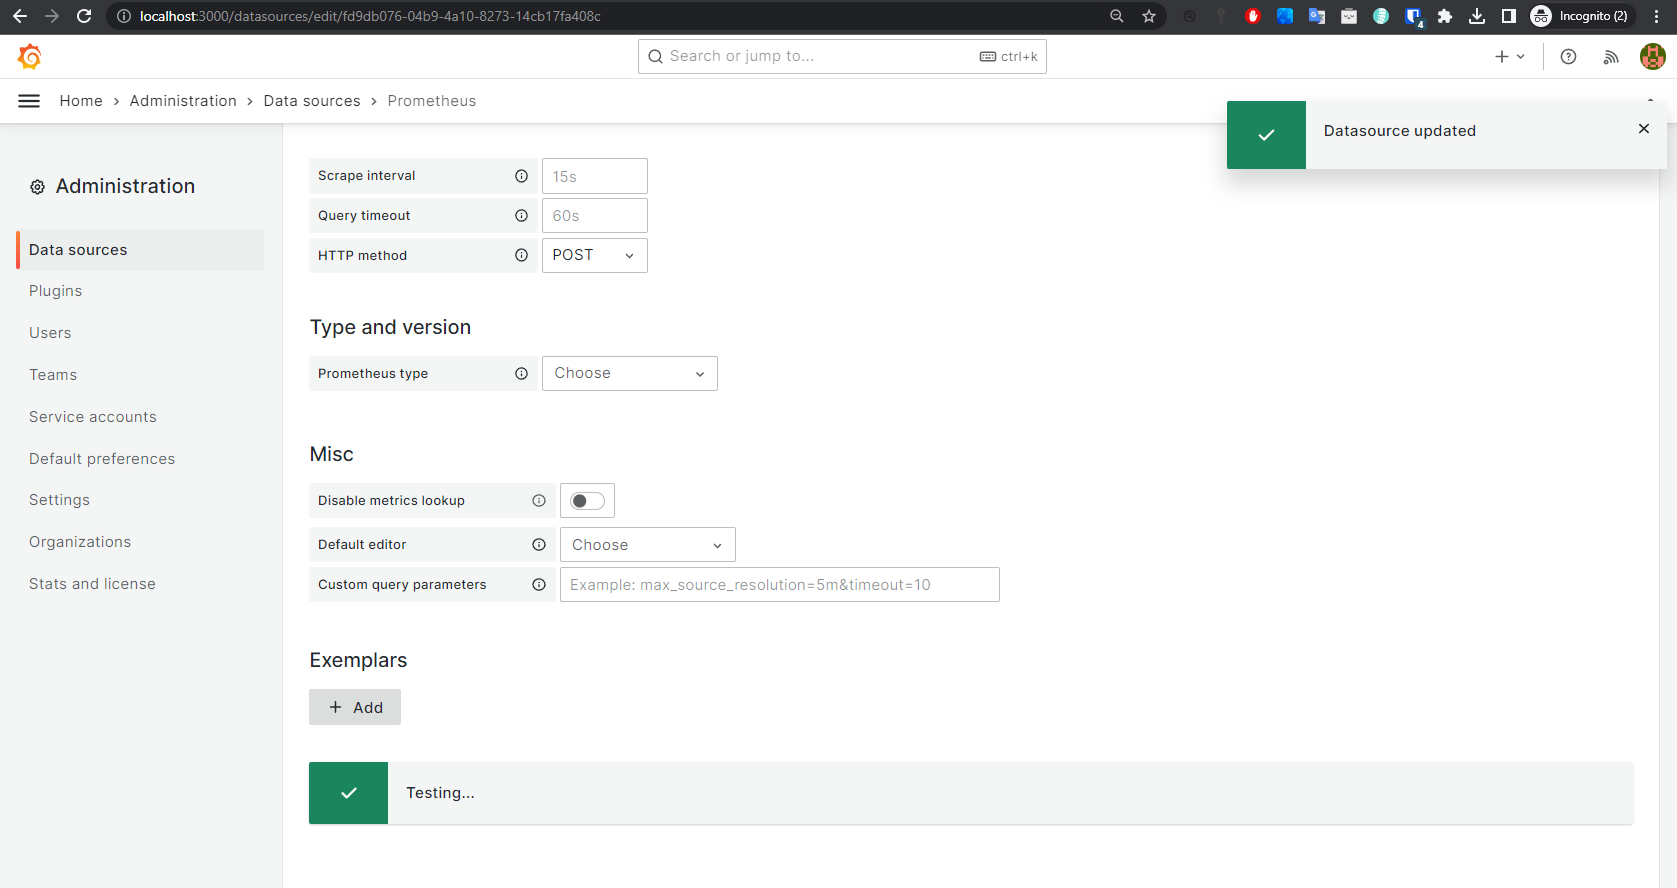 localhost:3000/datasources/edit/fd9db076-04b9-4a10-8273-14cb17fa408c
4
Incognito (2)
Search or jump to...
ctrl+k
Home > Administration > Data sources > Prometheus
Datasource updated
Administration
Data sources
Plugins
Users
Teams
Service accounts
Default preferences
Settings
Organizations
Stats and license
Scrape interval
15s
Query timeout
60s
HTTP method
POST
Type and version
Prometheus type
Choose
Misc
Disable metrics lookup
Default editor
Choose
Custom query parameters
Example: max_source_resolution=5m&timeout=10
Exemplars
+ Add
Testing...